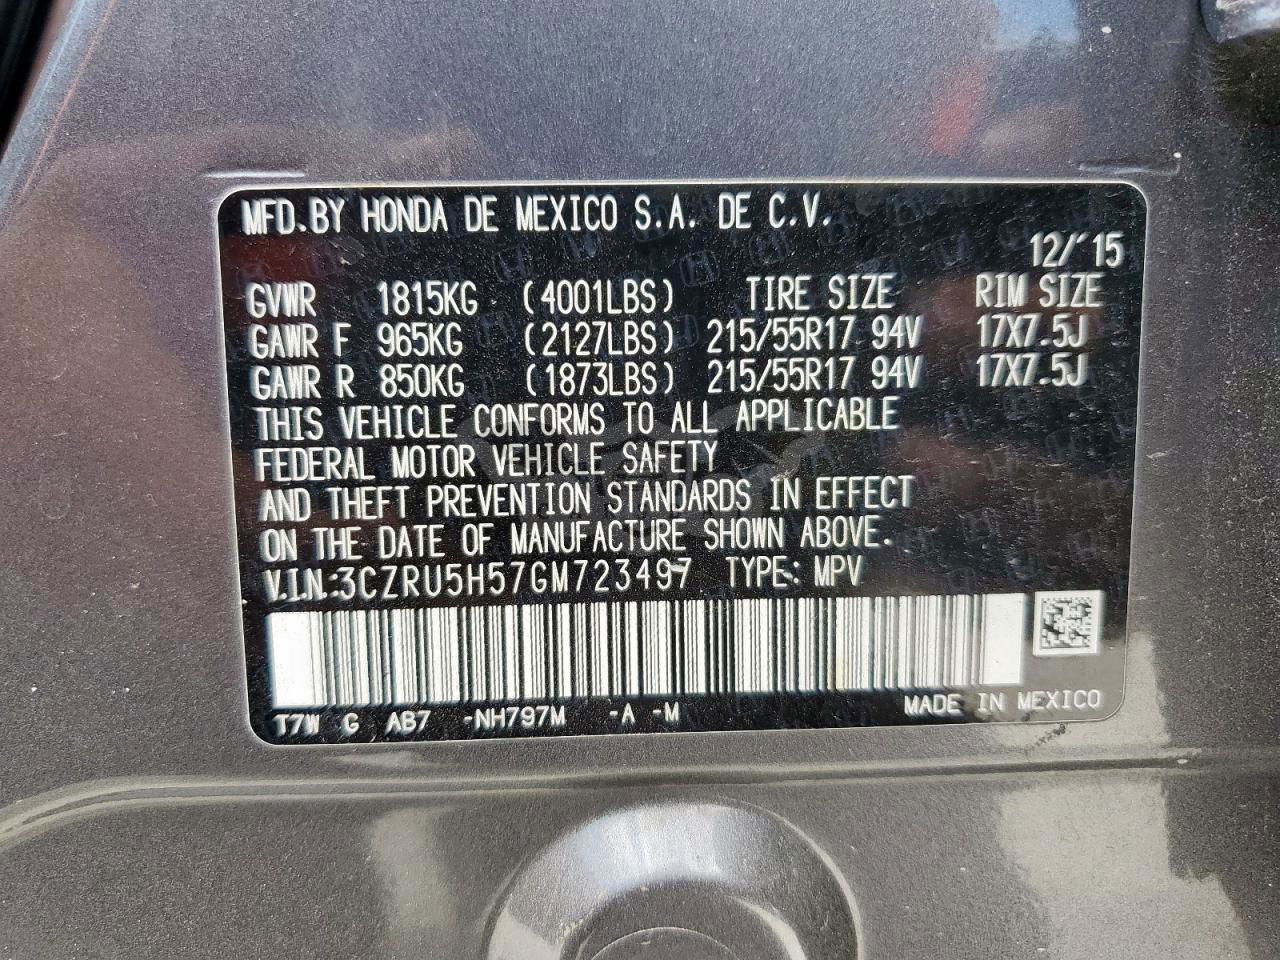 MFD.BY HONDA DE MEXICO S.A. DE C.V.
12/'15
GVWR 1815KG (4001LBS) TIRE SIZE RIM SIZE
GAWR F 965KG (2127LBS) 215/55R17 94V 17X7.5J
GAWR R 850KG (1873LBS) 215/55R17 94V 17X7.5J
THIS VEHICLE CONFORMS TO ALL APPLICABLE
FEDERAL MOTOR VEHICLE SAFETY
AND THEFT PREVENTION STANDARDS IN EFFECT
ON THE DATE OF MANUFACTURE SHOWN ABOVE.
V.I.N.:3CZRU5H57GM723497 TYPE: MPV
T7W G AB7 -NH797M -A -M MADE IN MEXICO